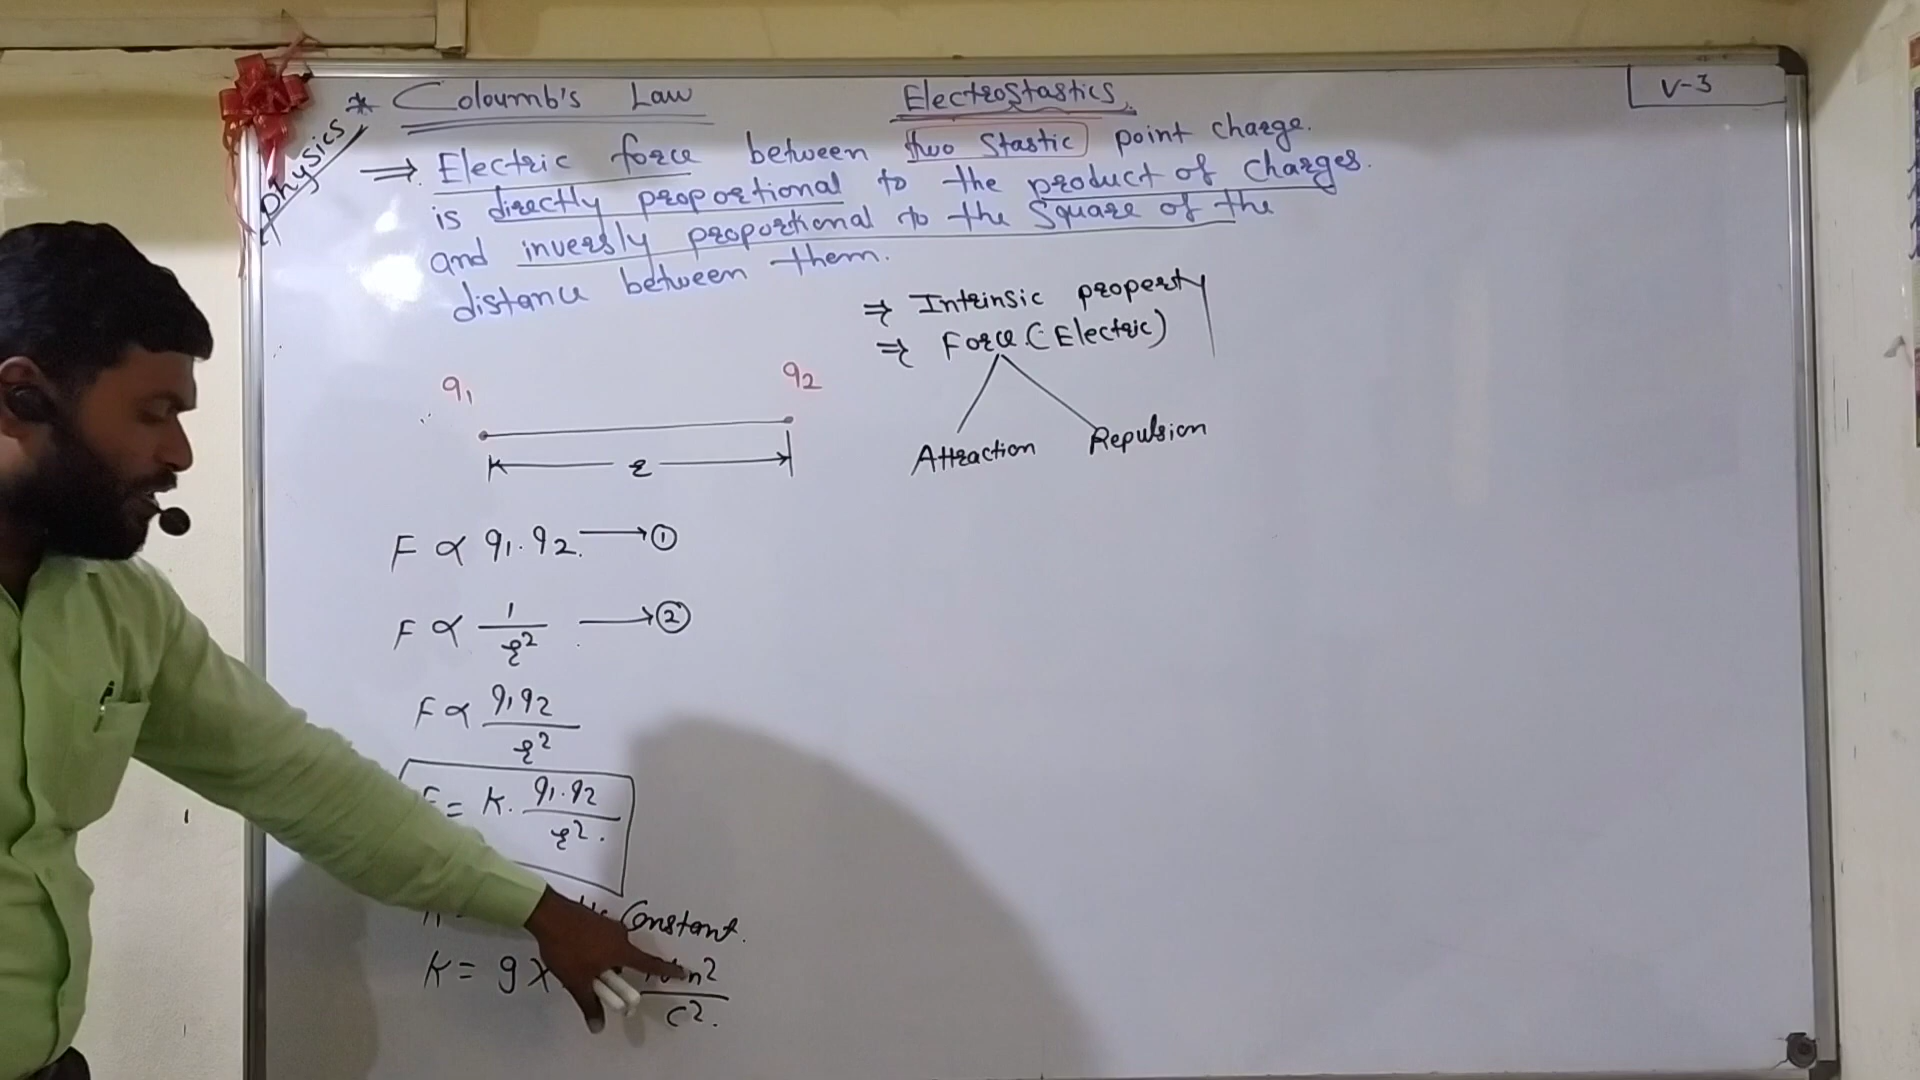 * Coloumb's Law
Electrostastics
V-3
physics
⇒ Electric force between two Stastic point charge.
is directly proportional to the product of Charges.
and inversly proportional to the Square of the
distance between them.
⇒ Intrinsic property
⇒ Force (Electric)
Attraction Repulsion
q₁ q₂
r
F ∝ q₁.q₂. → ①
F ∝ 1/r² → ②
F ∝ q₁q₂/r²
F = K. q₁.q₂/r².
Constant.
K = 9 × Nm²/C².